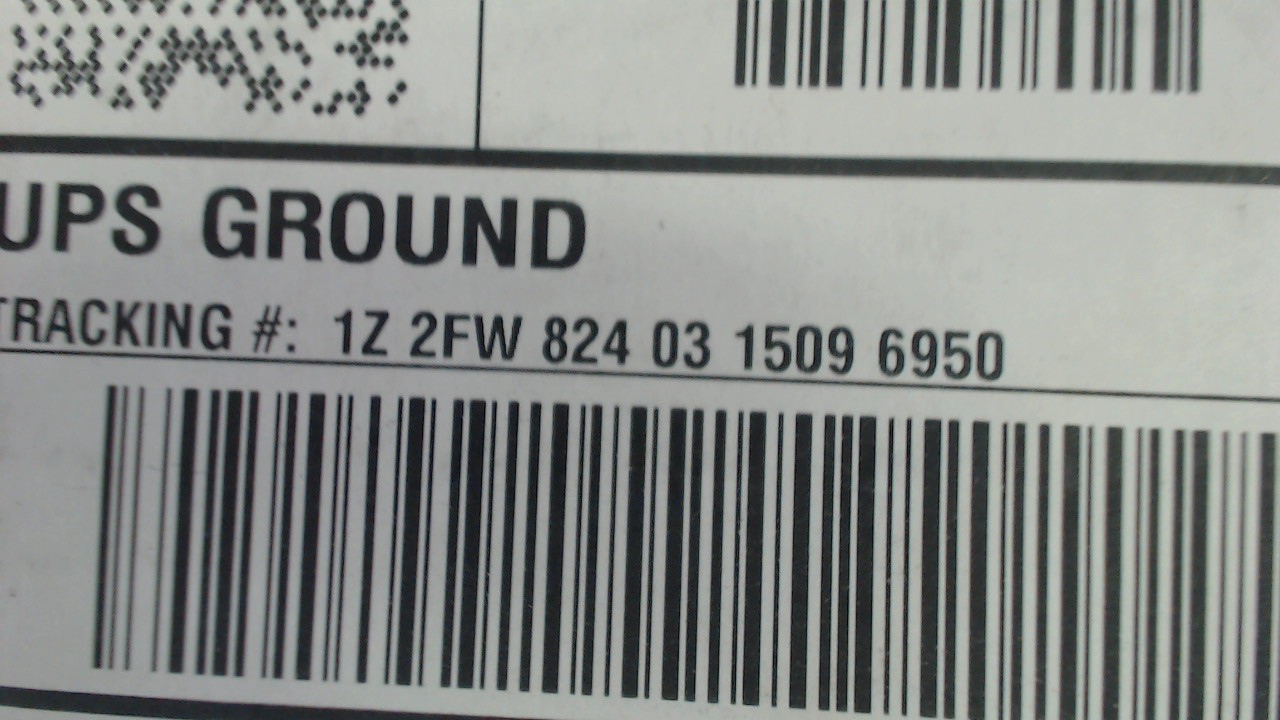 UPS GROUND
TRACKING #: 1Z 2FW 824 03 1509 6950